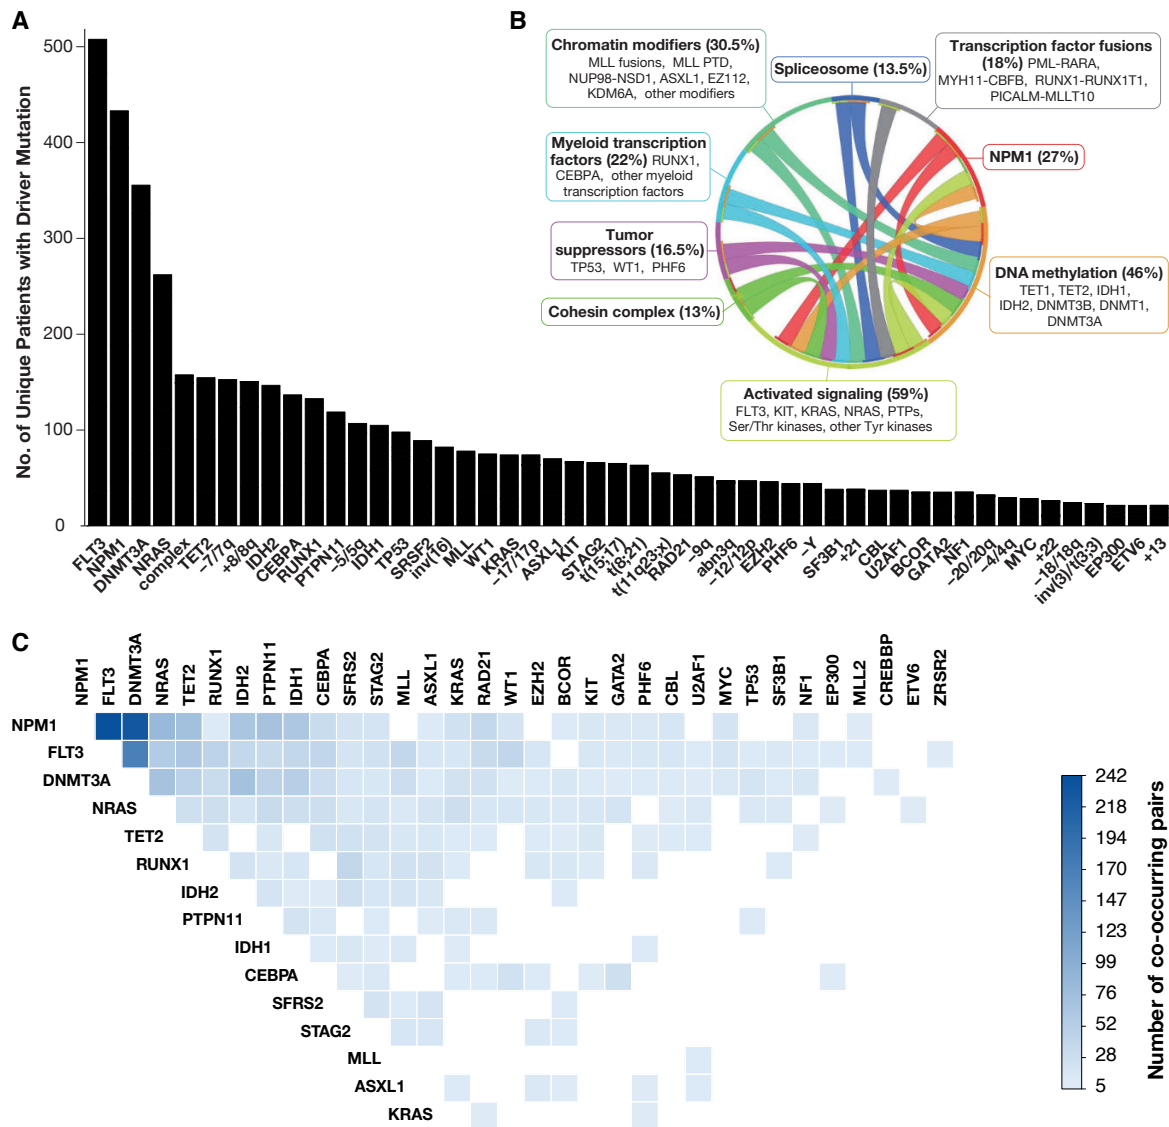 A
No. of Unique Patients with Driver Mutation
500
400
300
200
100
0
FLT3
NPM1
DNMT3A
NRAS
complex
TET2
−7/7q
+8/8q
IDH2
CEBPA
RUNX1
PTPN11
−5/5q
IDH1
TP53
SRSF2
inv(16)
MLL
WT1
KRAS
−17/17p
ASXL1
KIT
STAG2
t(15;17)
t(8;21)
t(11q23;x)
RAD21
−9q
abn3q
−12/12p
EZH2
PHF6
−Y
SF3B1
+21
CBL
U2AF1
BCOR
GATA2
NF1
−20/20q
−4/4q
MYC
+22
−18/18q
inv(3)/t(3:3)
EP300
ETV6
+13
B
Chromatin modifiers (30.5%)
MLL fusions, MLL PTD,
NUP98-NSD1, ASXL1, EZ112,
KDM6A, other modifiers
Spliceosome (13.5%)
Transcription factor fusions
(18%) PML-RARA,
MYH11-CBFB, RUNX1-RUNX1T1,
PICALM-MLLT10
Myeloid transcription
factors (22%) RUNX1,
CEBPA, other myeloid
transcription factors
NPM1 (27%)
Tumor
suppressors (16.5%)
TP53, WT1, PHF6
DNA methylation (46%)
TET1, TET2, IDH1,
IDH2, DNMT3B, DNMT1,
DNMT3A
Cohesin complex (13%)
Activated signaling (59%)
FLT3, KIT, KRAS, NRAS, PTPs,
Ser/Thr kinases, other Tyr kinases
C
NPM1
FLT3
DNMT3A
NRAS
TET2
RUNX1
IDH2
PTPN11
IDH1
CEBPA
SFRS2
STAG2
MLL
ASXL1
KRAS
RAD21
WT1
EZH2
BCOR
KIT
GATA2
PHF6
CBL
U2AF1
MYC
TP53
SF3B1
NF1
EP300
MLL2
CREBBP
ETV6
ZRSR2
NPM1
FLT3
DNMT3A
NRAS
TET2
RUNX1
IDH2
PTPN11
IDH1
CEBPA
SFRS2
STAG2
MLL
ASXL1
KRAS
242
218
194
170
147
123
99
76
52
28
5
Number of co-occurring pairs